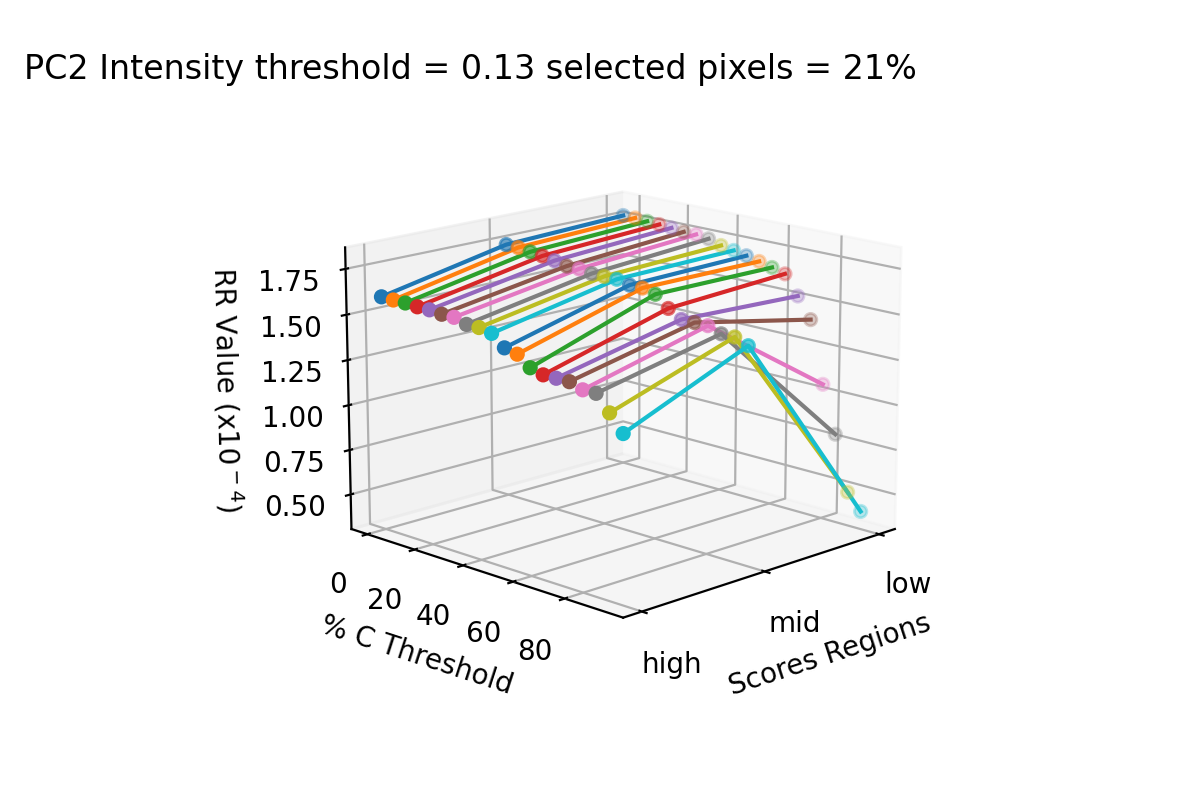 PC2 Intensity threshold = 0.13 selected pixels = 21%
RR Value (x10⁻⁴)
1.75
1.50
1.25
1.00
0.75
0.50
0
20
40
60
80
% C Threshold
high
mid
low
Scores Regions